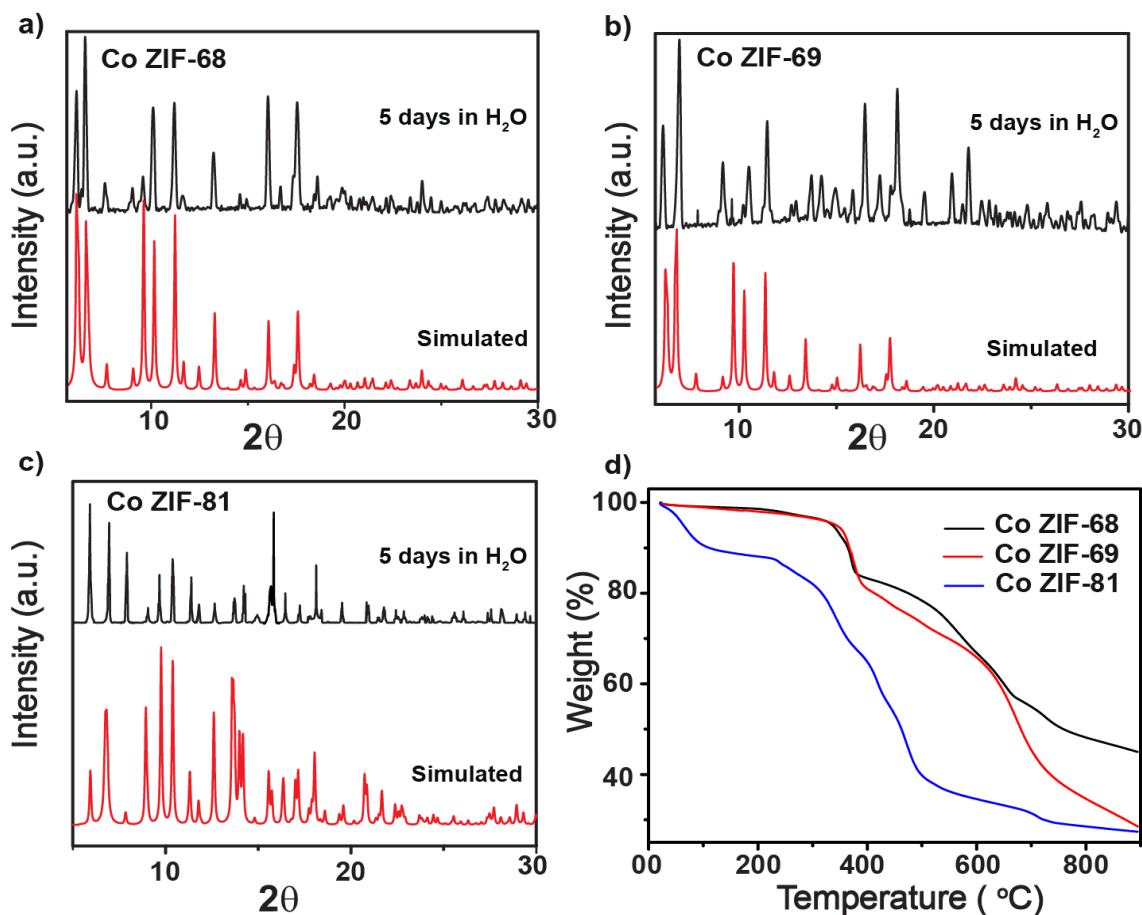 a)
Co ZIF-68
5 days in H₂O
Simulated
Intensity (a.u.)
10
20
30
2θ
b)
Co ZIF-69
5 days in H₂O
Simulated
Intensity (a.u.)
10
20
30
2θ
c)
Co ZIF-81
5 days in H₂O
Simulated
Intensity (a.u.)
10
20
30
2θ
d)
100
80
60
40
Weight (%)
Co ZIF-68
Co ZIF-69
Co ZIF-81
00
200
400
600
800
Temperature ( °C)